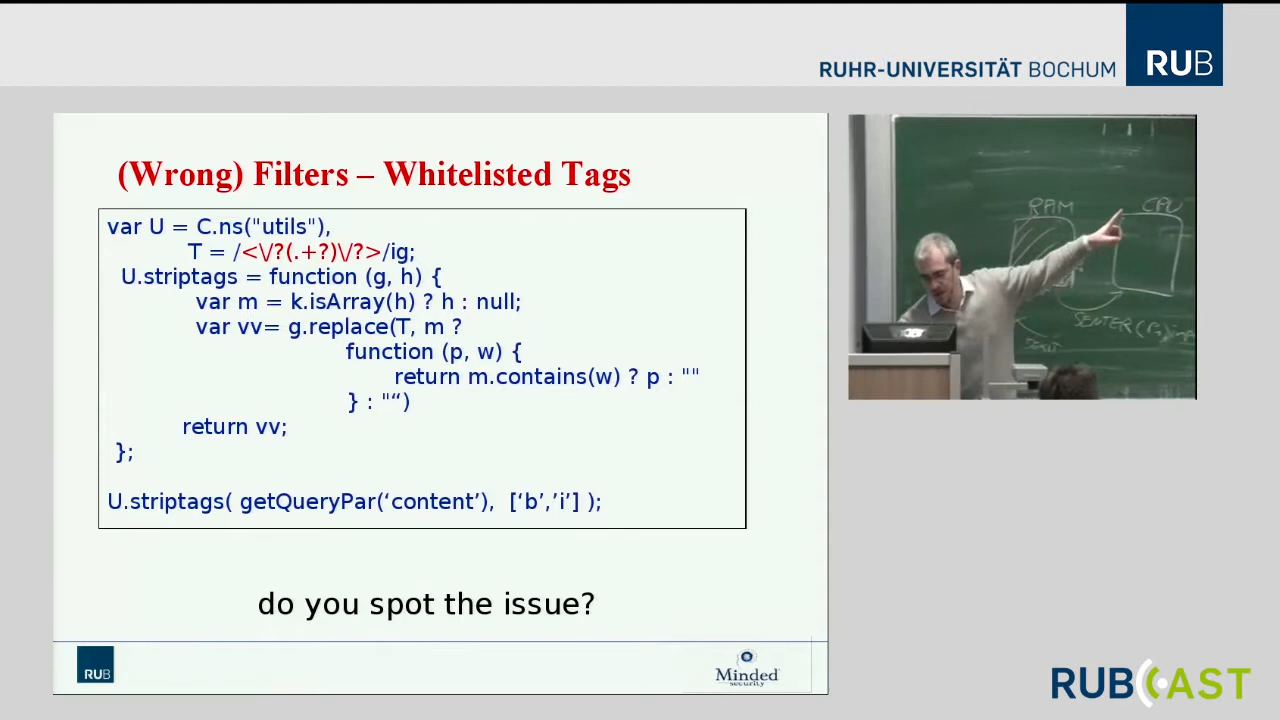 RUHR-UNIVERSITÄT BOCHUM RUB
(Wrong) Filters – Whitelisted Tags
var U = C.ns("utils"),
T = /<\/?(.+?)\/?>/ig;
U.striptags = function (g, h) {
var m = k.isArray(h) ? h : null;
var vv= g.replace(T, m ?
function (p, w) {
return m.contains(w) ? p : ""
} : "“)
return vv;
};
U.striptags( getQueryPar(‘content’), [‘b’,’i’] );
do you spot the issue?
RUB
Minded
security
RAM
CPU
RUBCAST